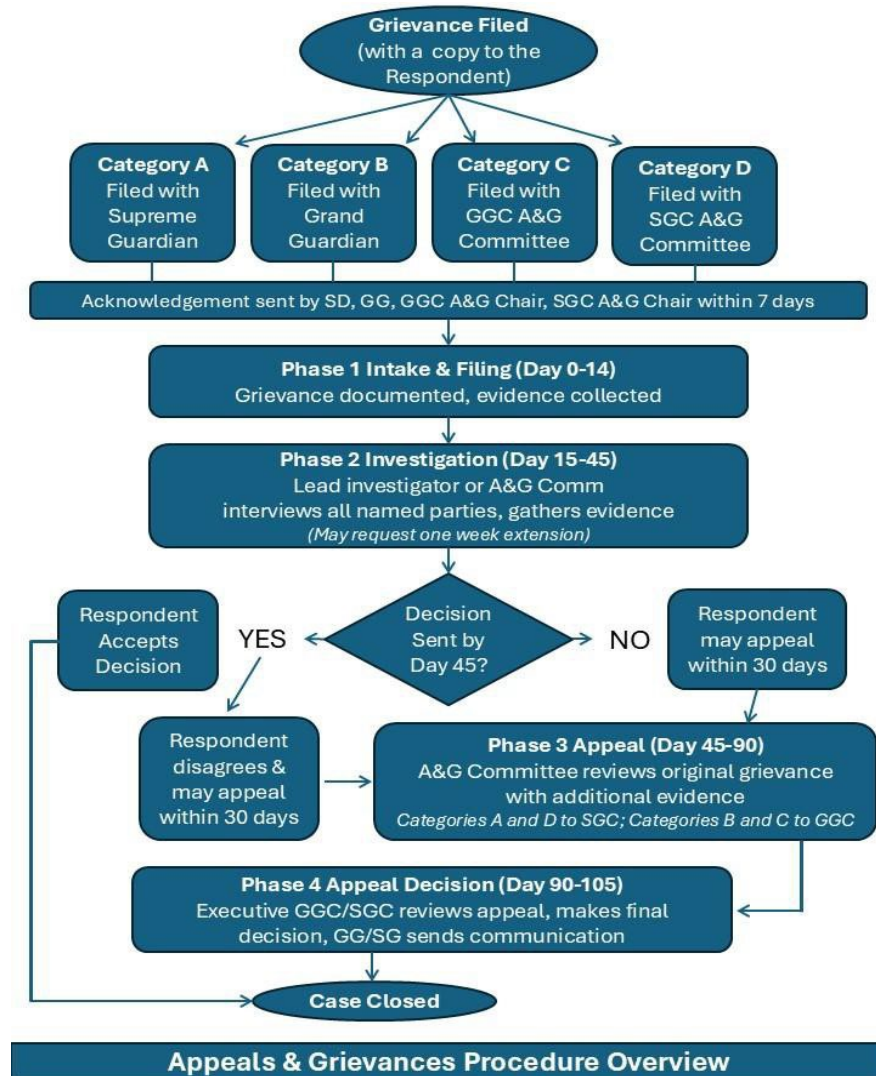 Grievance Filed
(with a copy to the
Respondent)
Category A
Filed with
Supreme
Guardian
Category B
Filed with
Grand
Guardian
Category C
Filed with
GGC A&G
Committee
Category D
Filed with
SGC A&G
Committee
Acknowledgement sent by SD, GG, GGC A&G Chair, SGC A&G Chair within 7 days
Phase 1 Intake & Filing (Day 0-14)
Grievance documented, evidence collected
Phase 2 Investigation (Day 15-45)
Lead investigator or A&G Comm
interviews all named parties, gathers evidence
(May request one week extension)
Respondent
Accepts
Decision
YES
Decision
Sent by
Day 45?
NO
Respondent
may appeal
within 30 days
Respondent
disagrees &
may appeal
within 30 days
Phase 3 Appeal (Day 45-90)
A&G Committee reviews original grievance
with additional evidence
Categories A and D to SGC; Categories B and C to GGC
Phase 4 Appeal Decision (Day 90-105)
Executive GGC/SGC reviews appeal, makes final
decision, GG/SG sends communication
Case Closed
Appeals & Grievances Procedure Overview